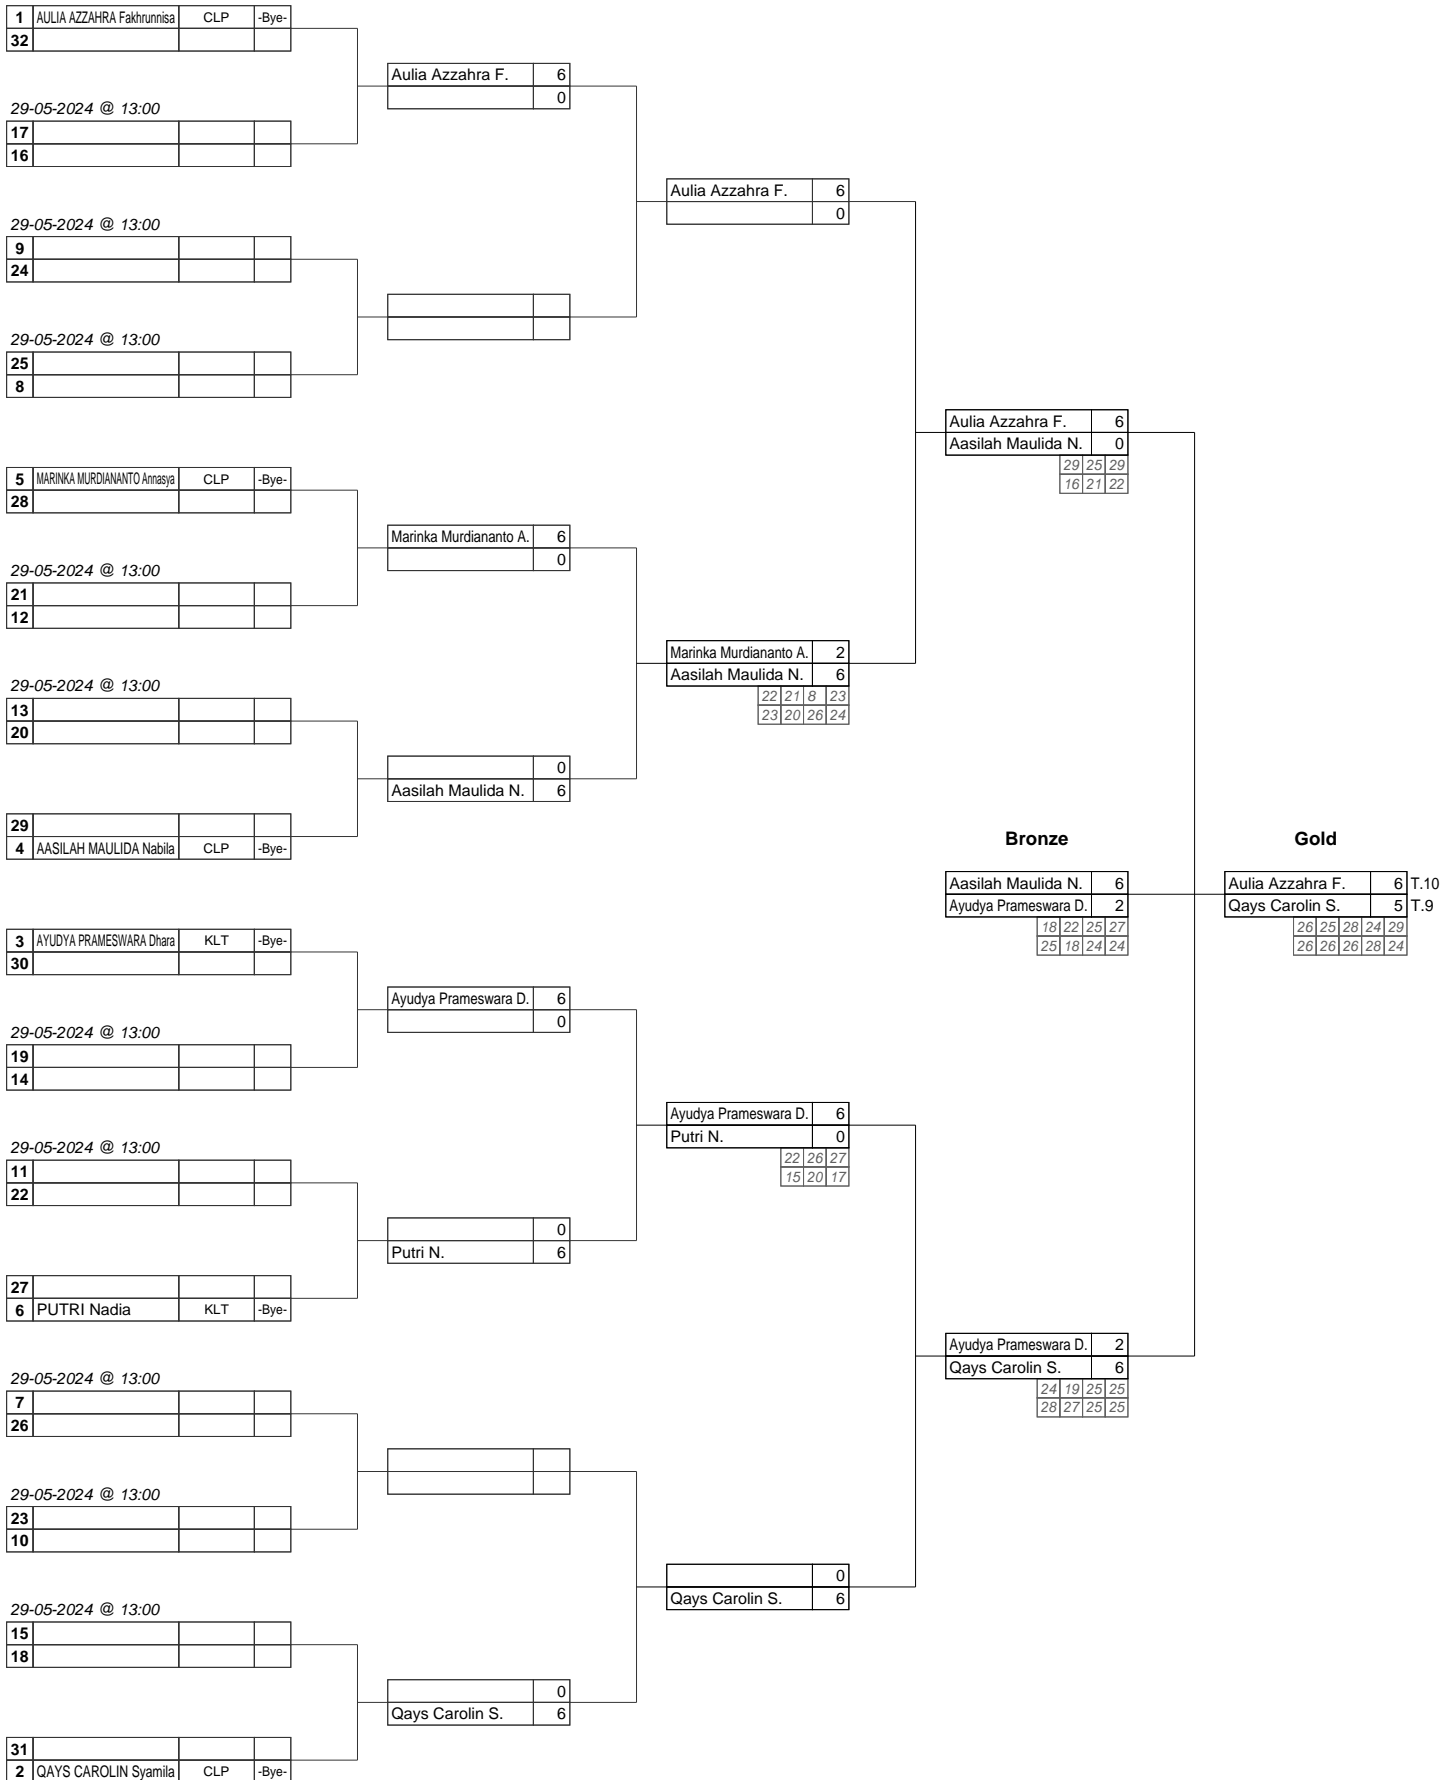 1 AULIA AZZAHRA Fakhrunnisa CLP -Bye-
32
Aulia Azzahra F. 6
0
29-05-2024 @ 13:00
17
16
Aulia Azzahra F. 6
0
29-05-2024 @ 13:00
9
24
29-05-2024 @ 13:00
25
8
Aulia Azzahra F. 6
Aasilah Maulida N. 0
29 25 29
16 21 22
5 MARINKA MURDIANANTO Annasya CLP -Bye-
28
Marinka Murdiananto A. 6
0
29-05-2024 @ 13:00
21
12
Marinka Murdiananto A. 2
Aasilah Maulida N. 6
22 21 8 23
23 20 26 24
29-05-2024 @ 13:00
13
20
0
Aasilah Maulida N. 6
29
4 AASILAH MAULIDA Nabila CLP -Bye-
Bronze
Aasilah Maulida N. 6
Ayudya Prameswara D. 2
18 22 25 27
25 18 24 24
Gold
Aulia Azzahra F. 6 T.10
Qays Carolin S. 5 T.9
26 25 28 24 29
26 26 26 28 24
3 AYUDYA PRAMESWARA Dhara KLT -Bye-
30
Ayudya Prameswara D. 6
0
29-05-2024 @ 13:00
19
14
Ayudya Prameswara D. 6
Putri N. 0
22 26 27
15 20 17
29-05-2024 @ 13:00
11
22
0
Putri N. 6
27
6 PUTRI Nadia KLT -Bye-
Ayudya Prameswara D. 2
Qays Carolin S. 6
24 19 25 25
28 27 25 25
29-05-2024 @ 13:00
7
26
29-05-2024 @ 13:00
23
10
0
Qays Carolin S. 6
29-05-2024 @ 13:00
15
18
0
Qays Carolin S. 6
31
2 QAYS CAROLIN Syamila CLP -Bye-